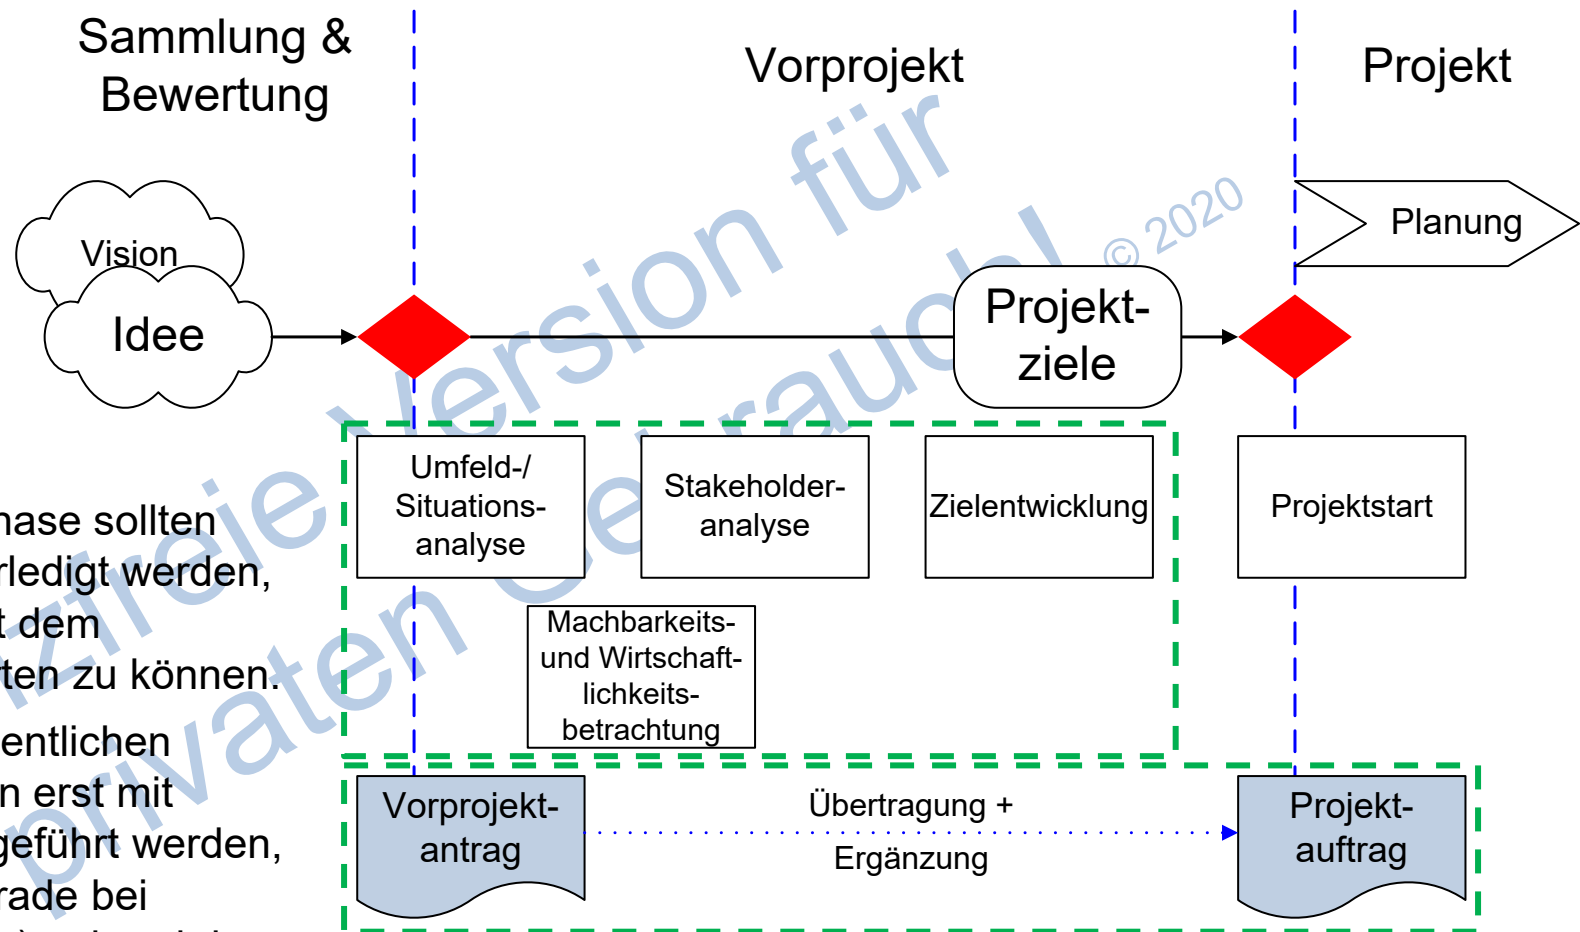 Sammlung &
Bewertung
Vorprojekt
Projekt
Vision
Idee
Projekt-
ziele
Planung
© 2020
Umfeld-/
Situations-
analyse
Stakeholder-
analyse
Zielentwicklung
Projektstart
Machbarkeits-
und Wirtschaft-
lichkeits-
betrachtung
Vorprojekt-
antrag
Übertragung +
Ergänzung
Projekt-
auftrag
hase sollten
rledigt werden,
t dem
rten zu können.
entlichen
n erst mit
geführt werden,
rade bei
zfreie Version für
privaten Gebrauch!